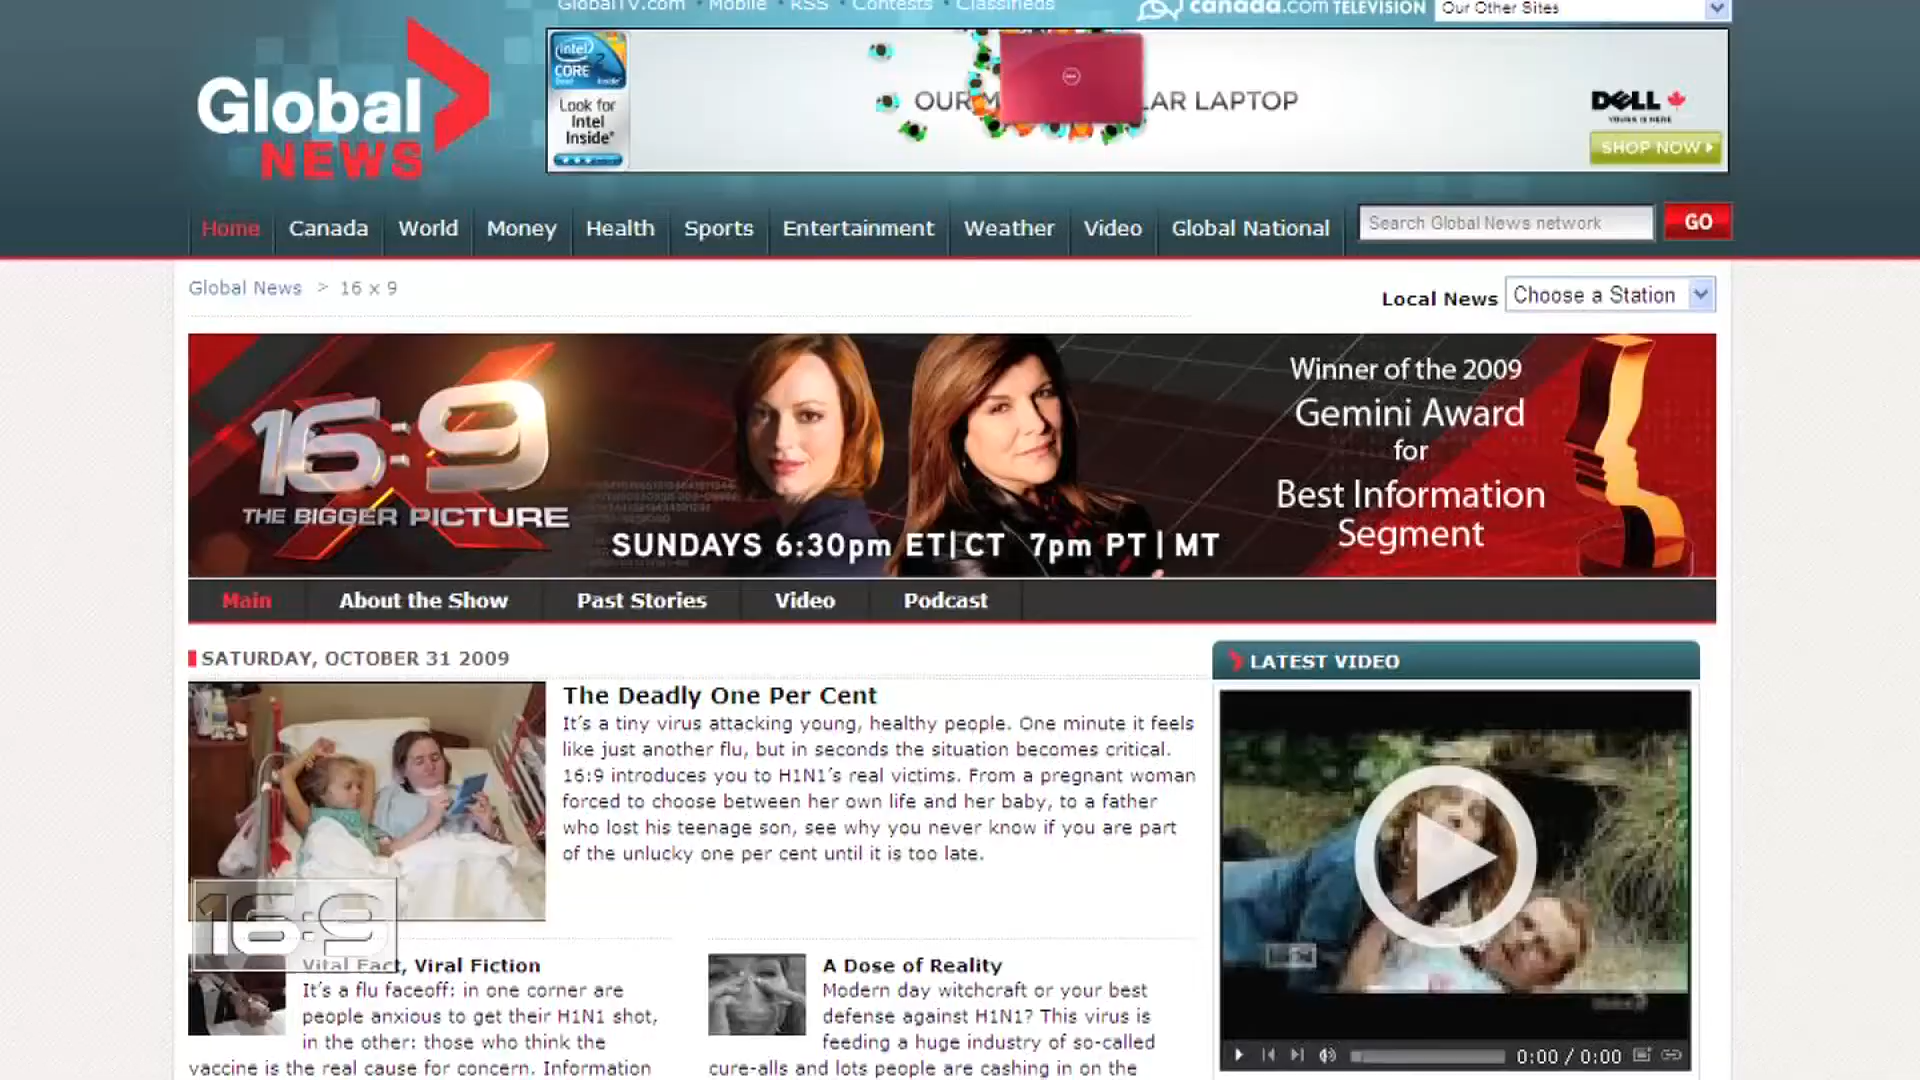 GlobalTV.com • Mobile • RSS • Contests • Classifieds
canada.com TELEVISION
Our Other Sites
Global
NEWS
intel
CORE 2
Duo inside
Look for
Intel
Inside*
OUR M
LAR LAPTOP
DELL
YOURS IS HERE
SHOP NOW
Home
Canada
World
Money
Health
Sports
Entertainment
Weather
Video
Global National
Search Global News network
GO
Global News > 16 x 9
Local News
Choose a Station
16:9
THE BIGGER PICTURE
SUNDAYS 6:30pm ET|CT 7pm PT | MT
Winner of the 2009
Gemini Award
for
Best Information
Segment
Main
About the Show
Past Stories
Video
Podcast
SATURDAY, OCTOBER 31 2009
The Deadly One Per Cent
It's a tiny virus attacking young, healthy people. One minute it feels
like just another flu, but in seconds the situation becomes critical.
16:9 introduces you to H1N1's real victims. From a pregnant woman
forced to choose between her own life and her baby, to a father
who lost his teenage son, see why you never know if you are part
of the unlucky one per cent until it is too late.
16:9
Vital Fact, Viral Fiction
It's a flu faceoff: in one corner are
people anxious to get their H1N1 shot,
in the other: those who think the
vaccine is the real cause for concern. Information
A Dose of Reality
Modern day witchcraft or your best
defense against H1N1? This virus is
feeding a huge industry of so-called
cure-alls and lots people are cashing in on the
LATEST VIDEO
0:00 / 0:00